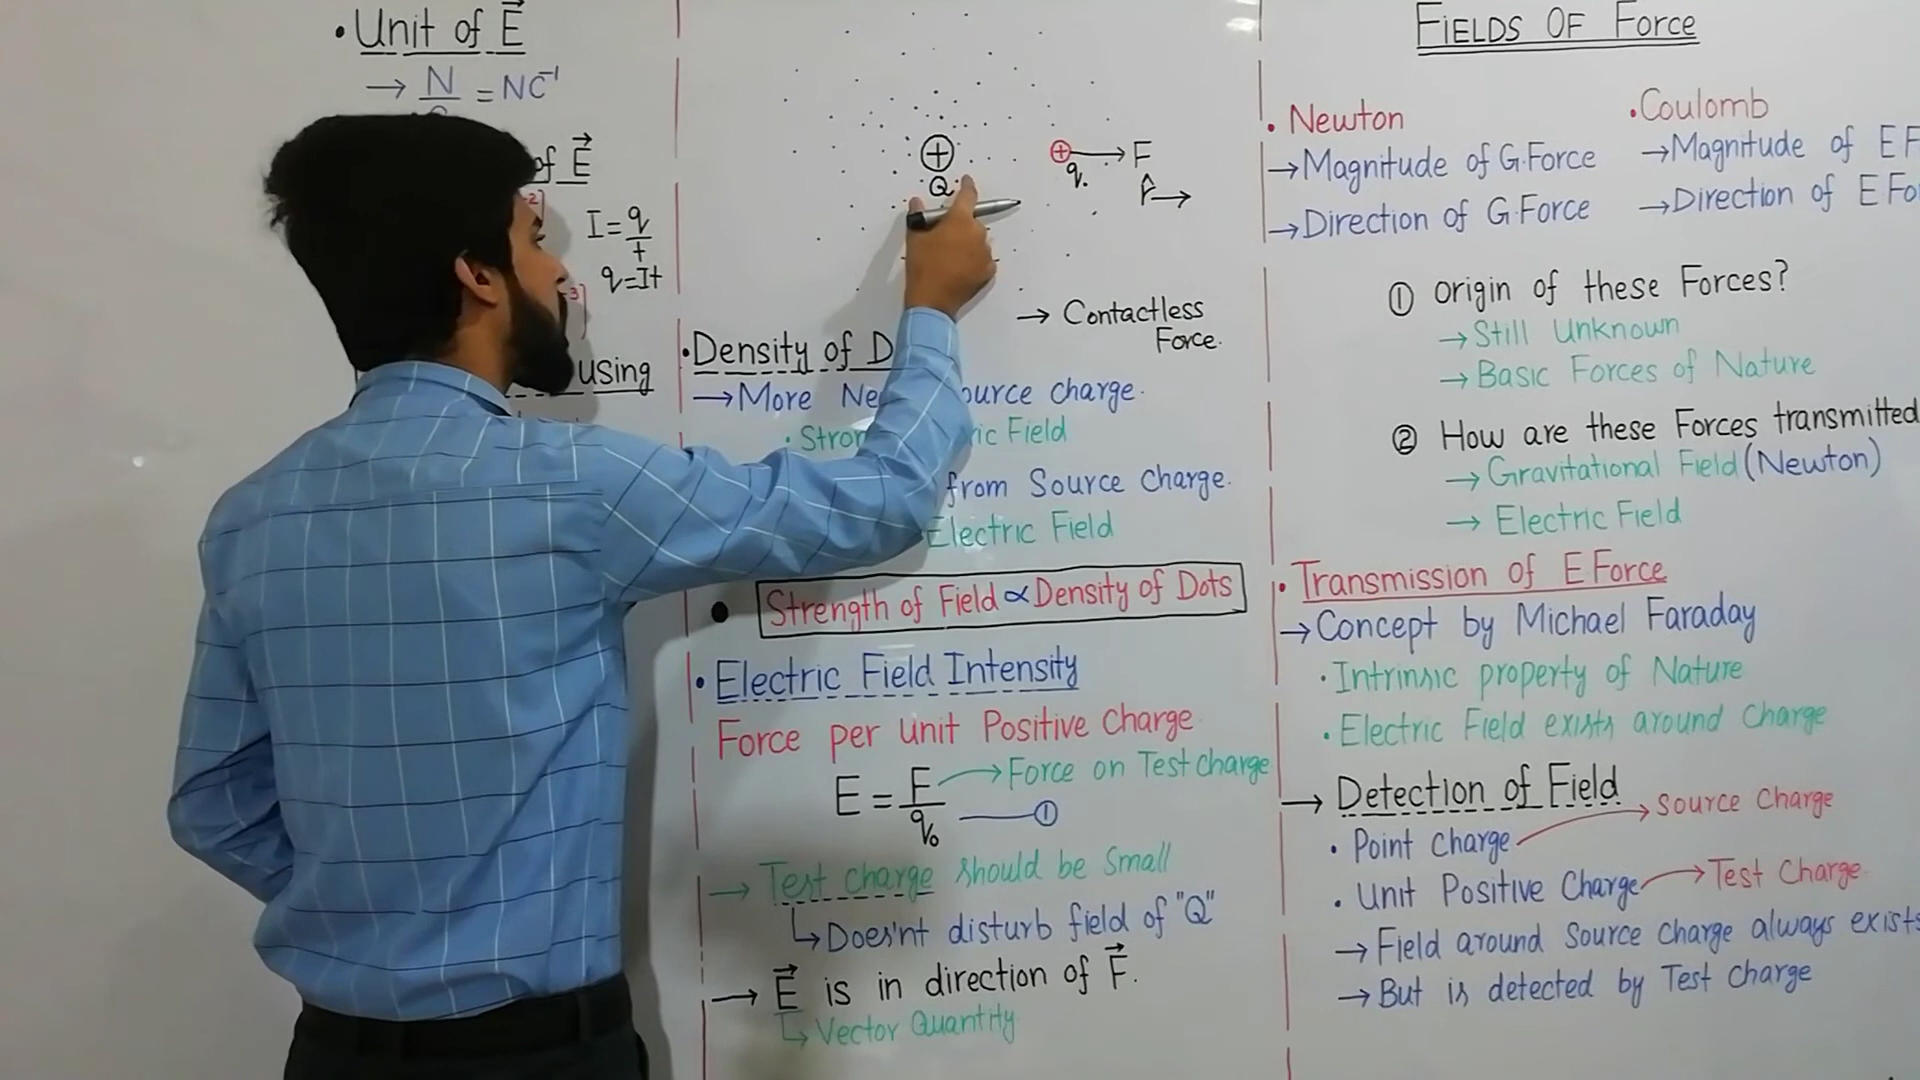 • Unit of E⃗
→ N = NC⁻¹
of E⃗
I = q/t
q = It
using
+
Q
+ → F
q.
r̂ →
→ Contactless
Force.
• Density of D
→ More Ne ource charge.
• Stron ric Field
from Source charge.
Electric Field
• Strength of Field ∝ Density of Dots
• Electric Field Intensity
Force per unit Positive Charge
E = F/q₀ → Force on Test charge
①
→ Test charge should be Small
↳ Does'nt disturb field of "Q"
→ E⃗ is in direction of F⃗.
↳ Vector Quantity
FiELDS OF Force
• Newton
→ Magnitude of G.Force
→ Direction of G.Force
• Coulomb
→ Magnitude of E F
→ Direction of E Fo
① Origin of these Forces?
→ Still Unknown
→ Basic Forces of Nature
② How are these Forces transmitted
→ Gravitational Field (Newton)
→ Electric Field
• Transmission of E Force
→ Concept by Michael Faraday
• Intrinsic property of Nature
• Electric Field exists around Charge
→ Detection of Field
• Point Charge → Source Charge
• Unit Positive Charge → Test Charge
→ Field around Source charge always exists
→ But is detected by Test Charge